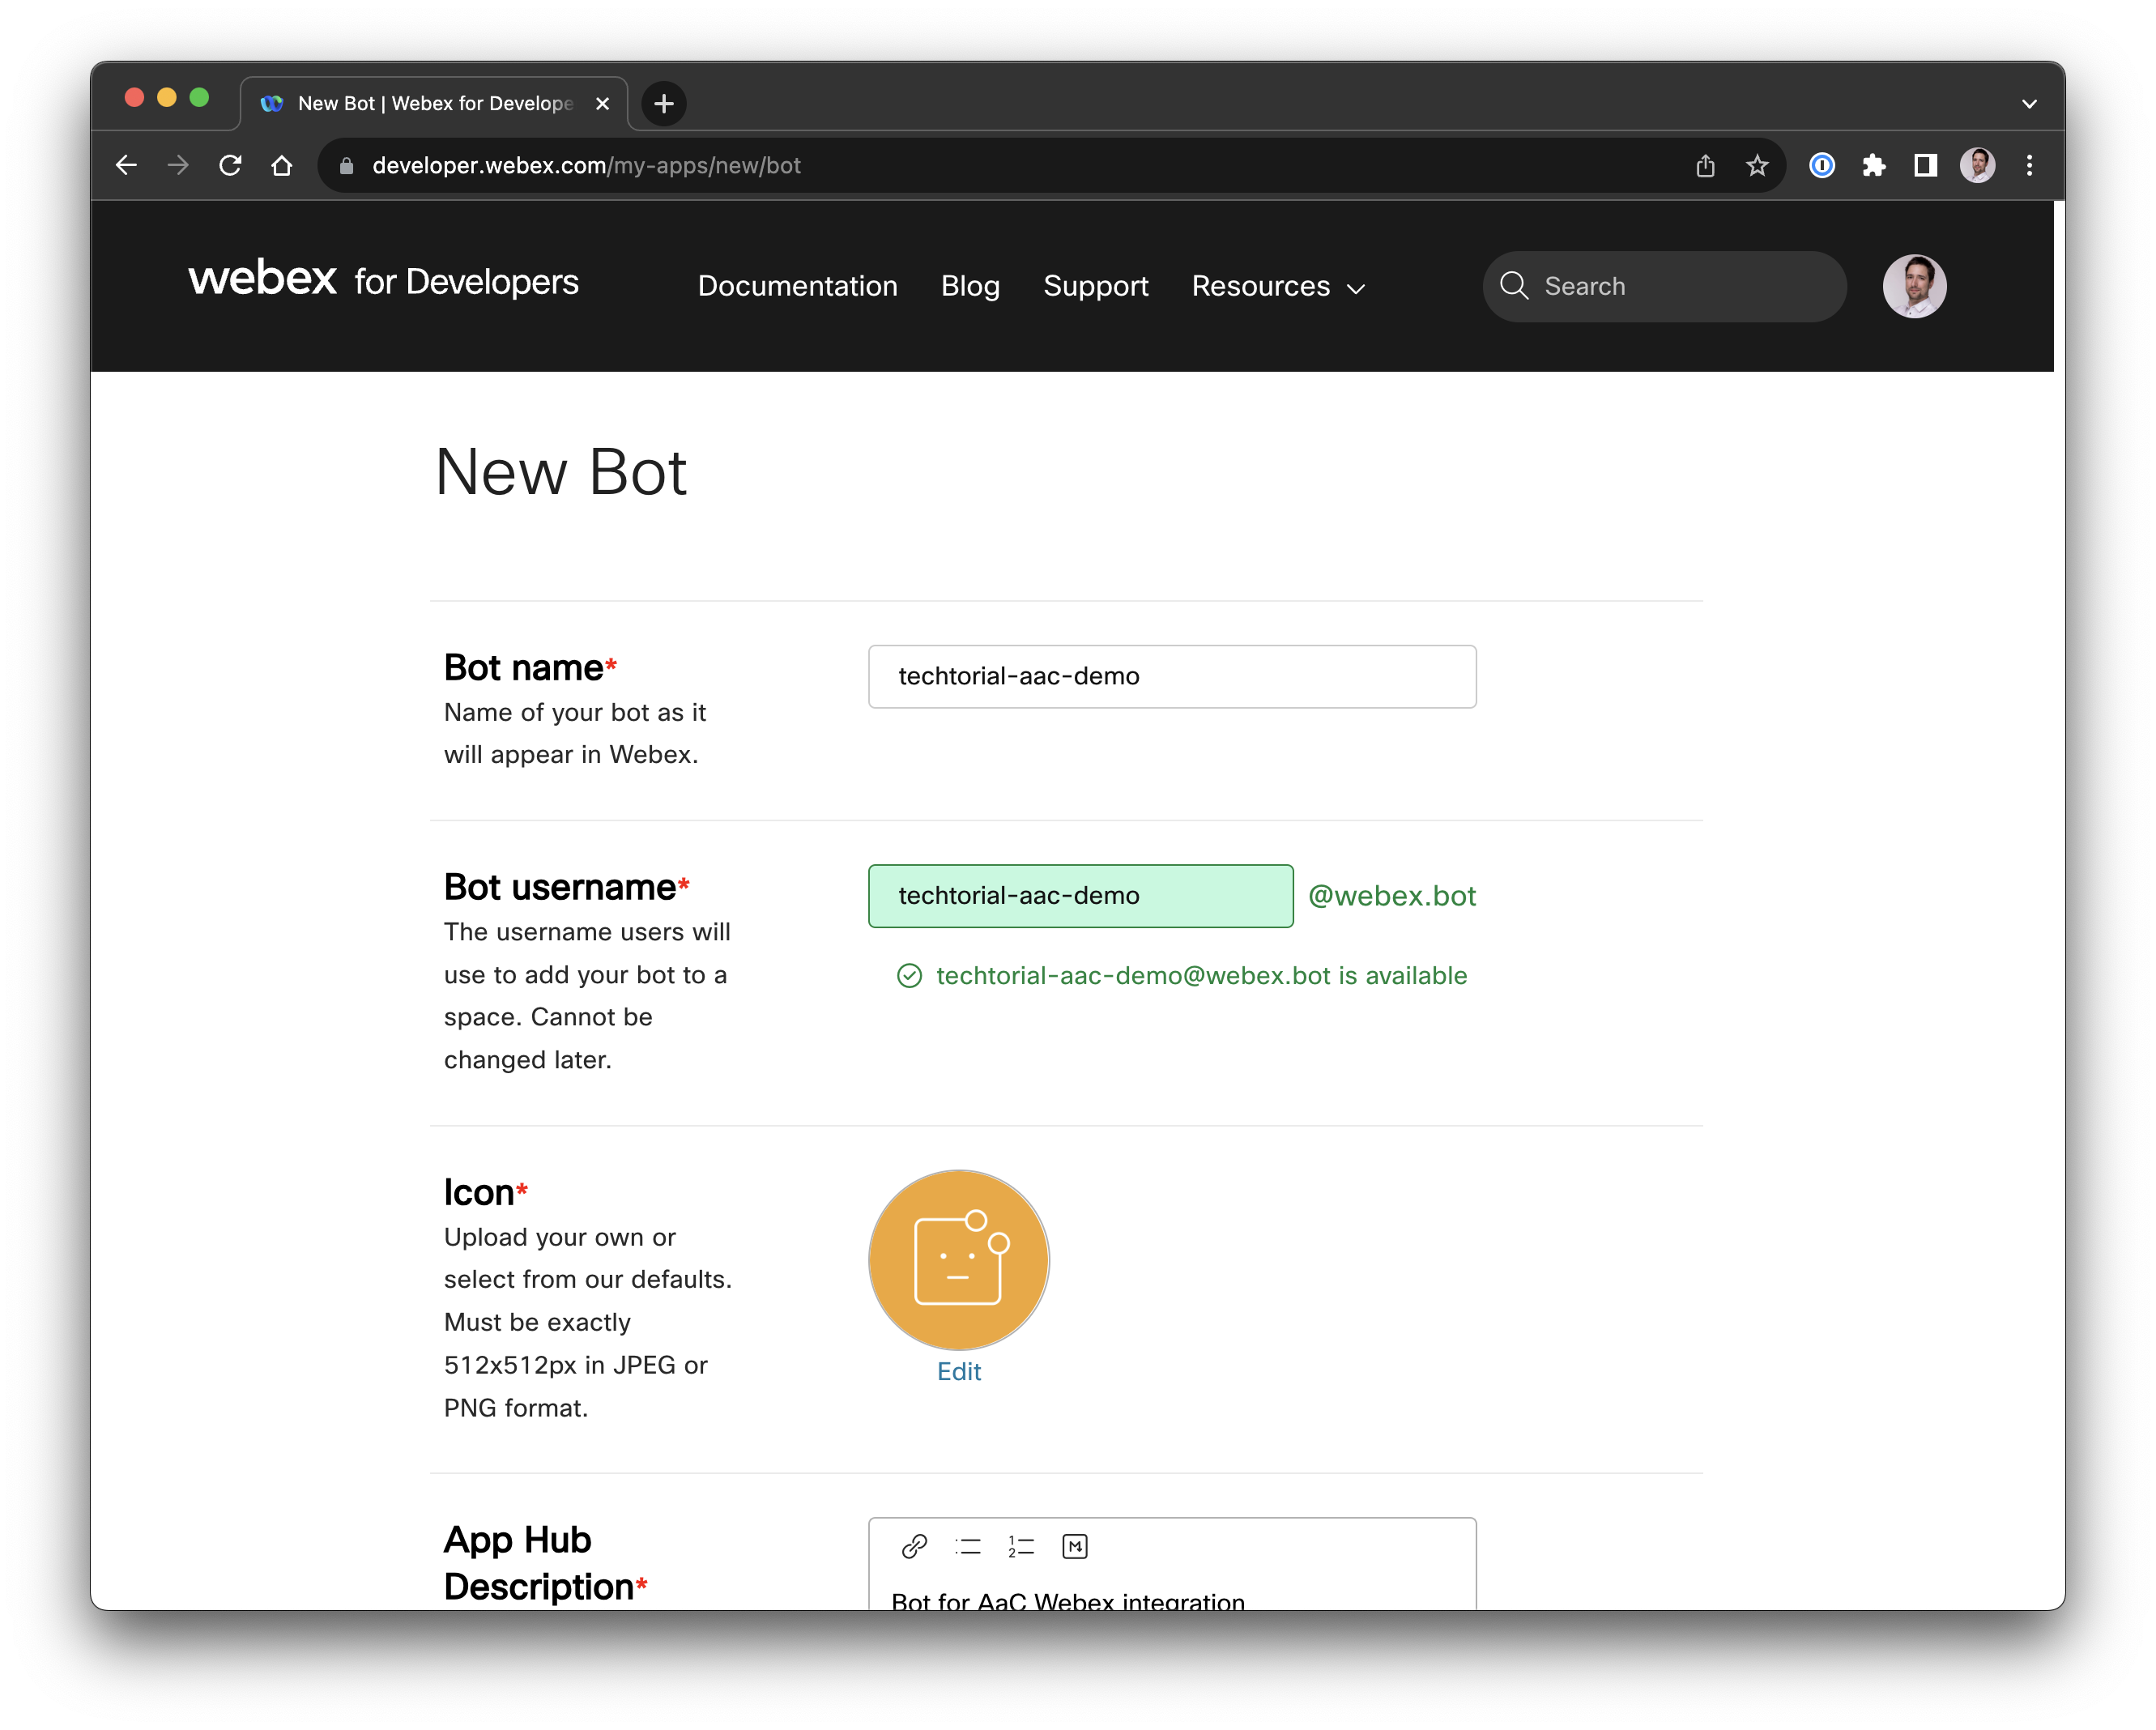 New Bot | Webex for Develope
developer.webex.com/my-apps/new/bot
webex for Developers
Documentation
Blog
Support
Resources
Search
New Bot
Bot name*
Name of your bot as it
will appear in Webex.
techtorial-aac-demo
Bot username*
The username users will
use to add your bot to a
space. Cannot be
changed later.
techtorial-aac-demo
@webex.bot
techtorial-aac-demo@webex.bot is available
Icon*
Upload your own or
select from our defaults.
Must be exactly
512x512px in JPEG or
PNG format.
Edit
App Hub
Description*
Bot for AaC Webex integration